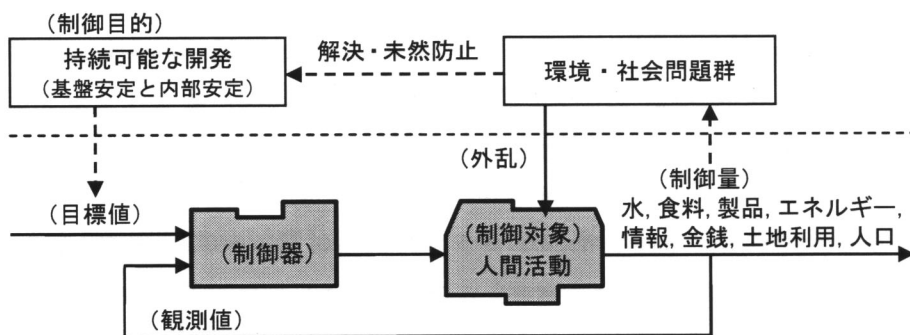 (制御目的)
持続可能な開発
(基盤安定と内部安定)
解決・未然防止
環境・社会問題群
(外乱)
(目標値)
(制御量)
水, 食料, 製品, エネルギー,
情報, 金銭, 土地利用, 人口
(制御器)
(制御対象)
人間活動
(観測値)